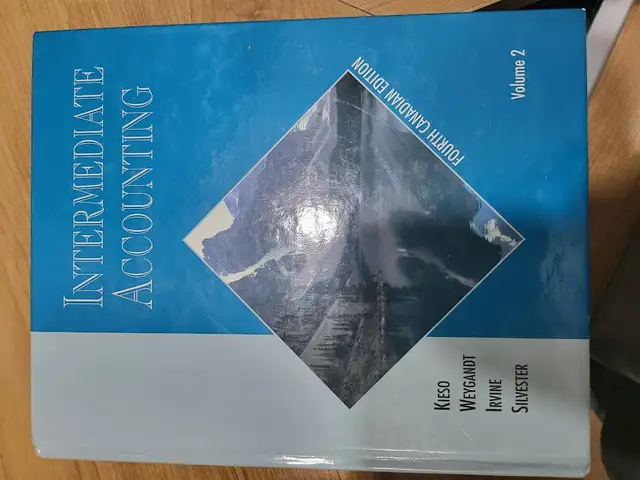 INTERMEDIATE
ACCOUNTING
FOURTH CANADIAN EDITION
Volume 2
KIESO
WEYGANDT
IRVINE
SILVESTER